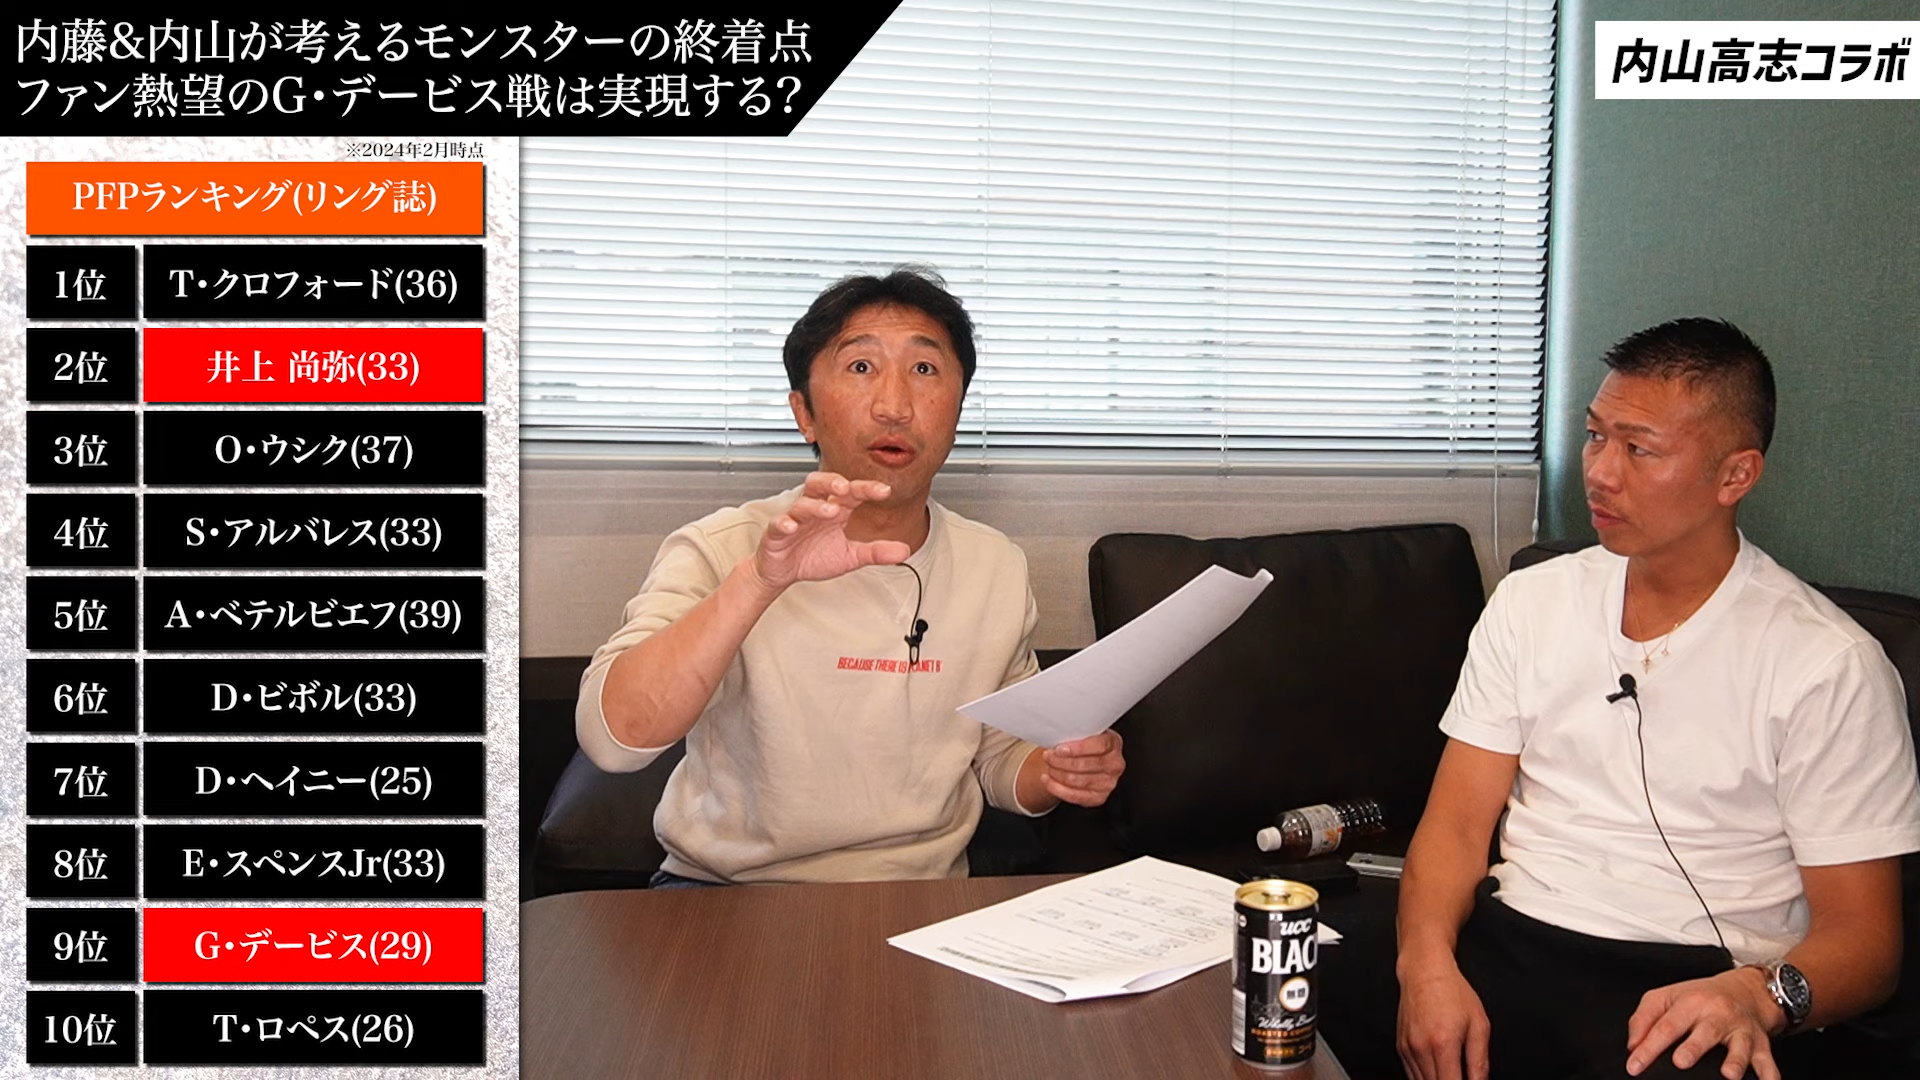 内藤&内山が考えるモンスターの終着点
ファン熱望のG・デービス戦は実現する?
内山高志コラボ
※2024年2月時点
PFPランキング(リング誌)
1位 T・クロフォード(36)
2位 井上 尚弥(33)
3位 O・ウシク(37)
4位 S・アルバレス(33)
5位 A・ベテルビエフ(39)
6位 D・ビボル(33)
7位 D・ヘイニー(25)
8位 E・スペンスJr(33)
9位 G・デービス(29)
10位 T・ロペス(26)
BECAUSE THERE IS PLANET B
UCC
BLACK
無糖